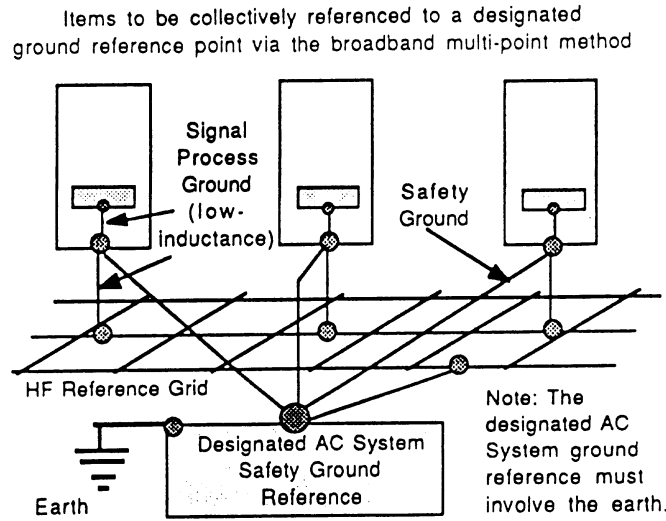 Items to be collectively referenced to a designated
ground reference point via the broadband multi-point method
Signal
Process
Ground
(low-
inductance)
Safety
Ground
HF Reference Grid
Note: The
designated AC
System ground
reference must
involve the earth.
Designated AC System
Safety Ground
Reference
Earth